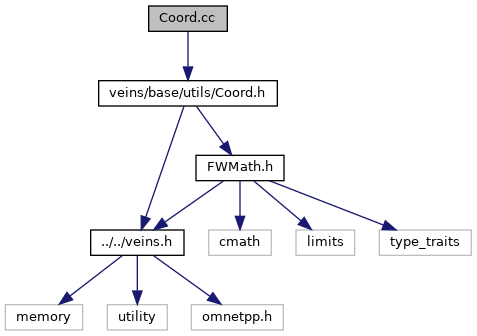 Coord.cc
veins/base/utils/Coord.h
FWMath.h
../../veins.h
cmath
limits
type_traits
memory
utility
omnetpp.h